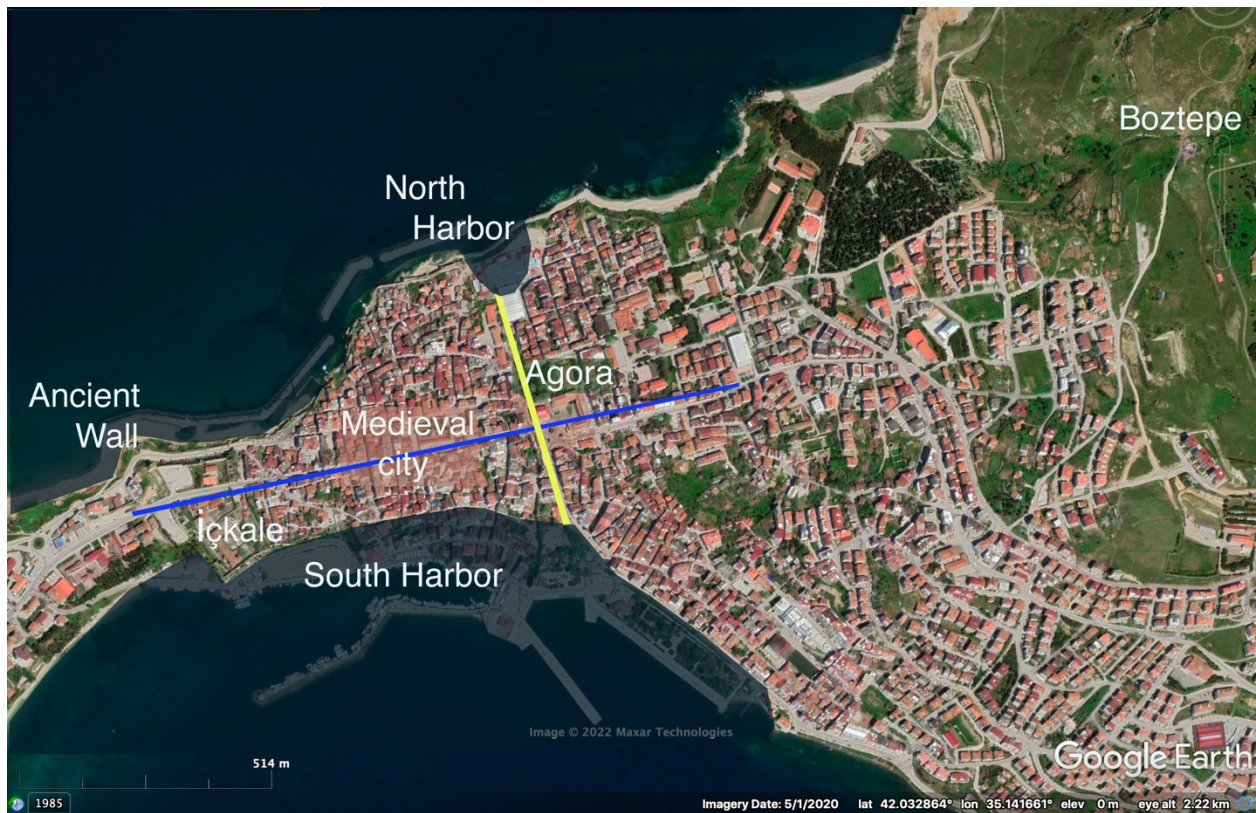 Boztepe
North
Harbor
Agora
Ancient
Wall
Medieval
city
İçkale
South Harbor
Image © 2022 Maxar Technologies
Google Earth
514 m
1985
Imagery Date: 5/1/2020 lat 42.032864° lon 35.141661° elev 0 m eye alt 2.22 km